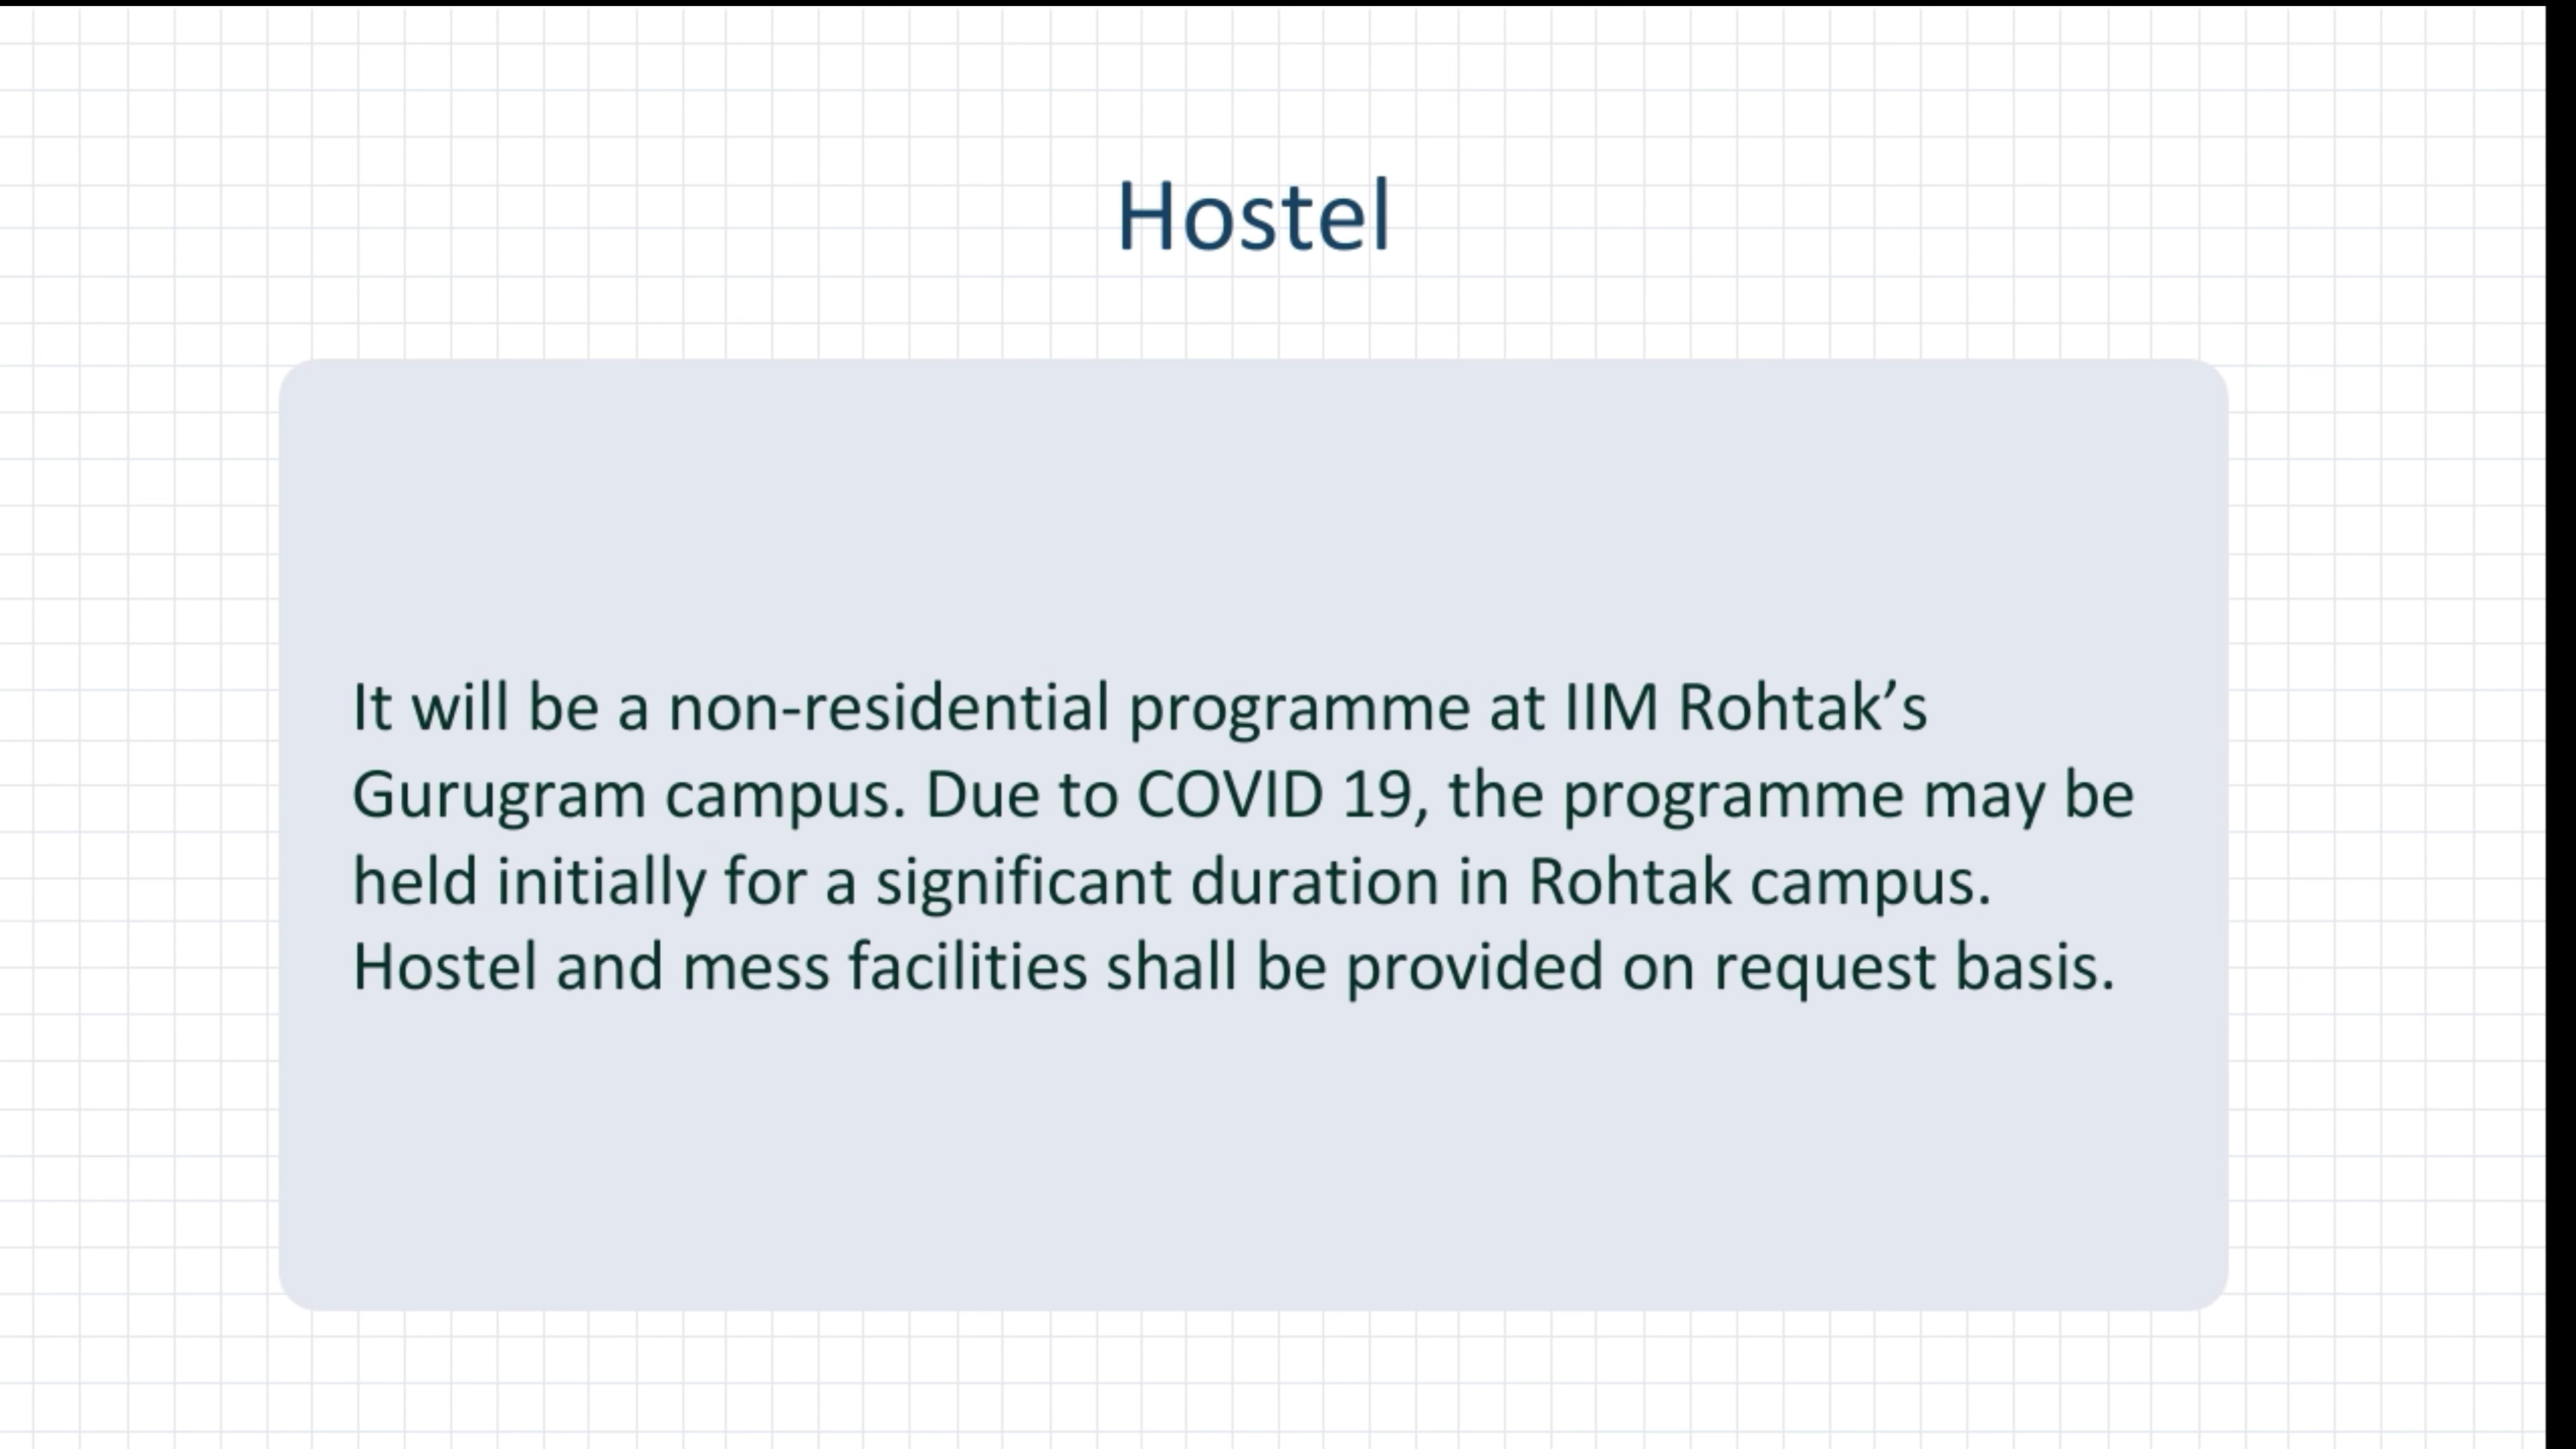 Hostel
It will be a non-residential programme at IIM Rohtak’s
Gurugram campus. Due to COVID 19, the programme may be
held initially for a significant duration in Rohtak campus.
Hostel and mess facilities shall be provided on request basis.